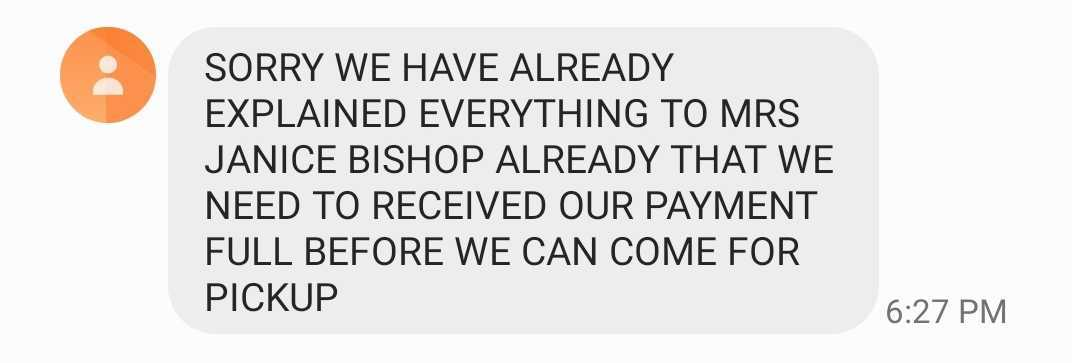 SORRY WE HAVE ALREADY
EXPLAINED EVERYTHING TO MRS
JANICE BISHOP ALREADY THAT WE
NEED TO RECEIVED OUR PAYMENT
FULL BEFORE WE CAN COME FOR
PICKUP
6:27 PM